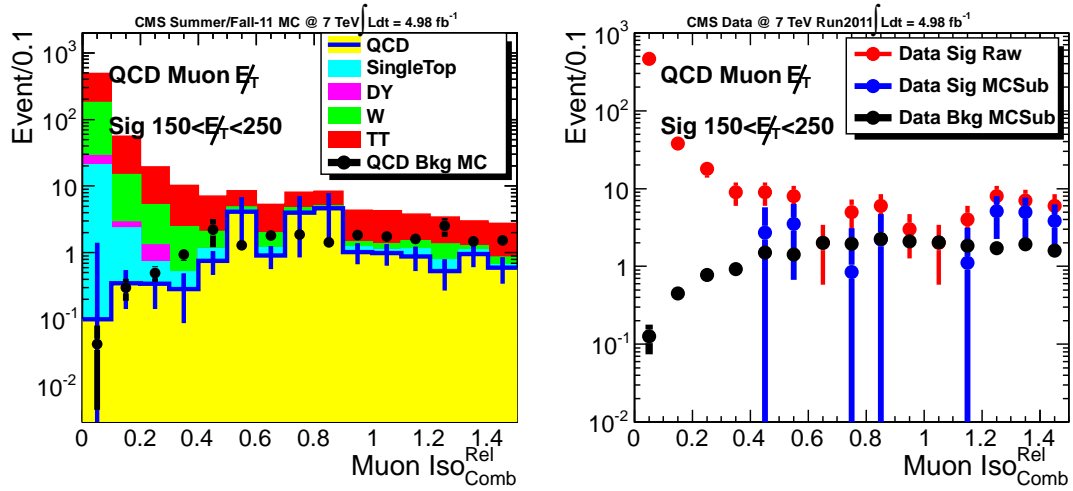 CMS Summer/Fall-11 MC @ 7 TeV ∫ Ldt = 4.98 fb⁻¹
Event/0.1
10³
10²
10
1
10⁻¹
10⁻²
QCD Muon E̸_T
Sig 150<E̸_T<250
QCD
SingleTop
DY
W
TT
QCD Bkg MC
0 0.2 0.4 0.6 0.8 1 1.2 1.4
Muon Iso^Rel_Comb
CMS Data @ 7 TeV Run2011 ∫ Ldt = 4.98 fb⁻¹
Event/0.1
10³
10²
10
1
10⁻¹
10⁻²
QCD Muon E̸_T
Sig 150<E̸_T<250
Data Sig Raw
Data Sig MCSub
Data Bkg MCSub
0 0.2 0.4 0.6 0.8 1 1.2 1.4
Muon Iso^Rel_Comb